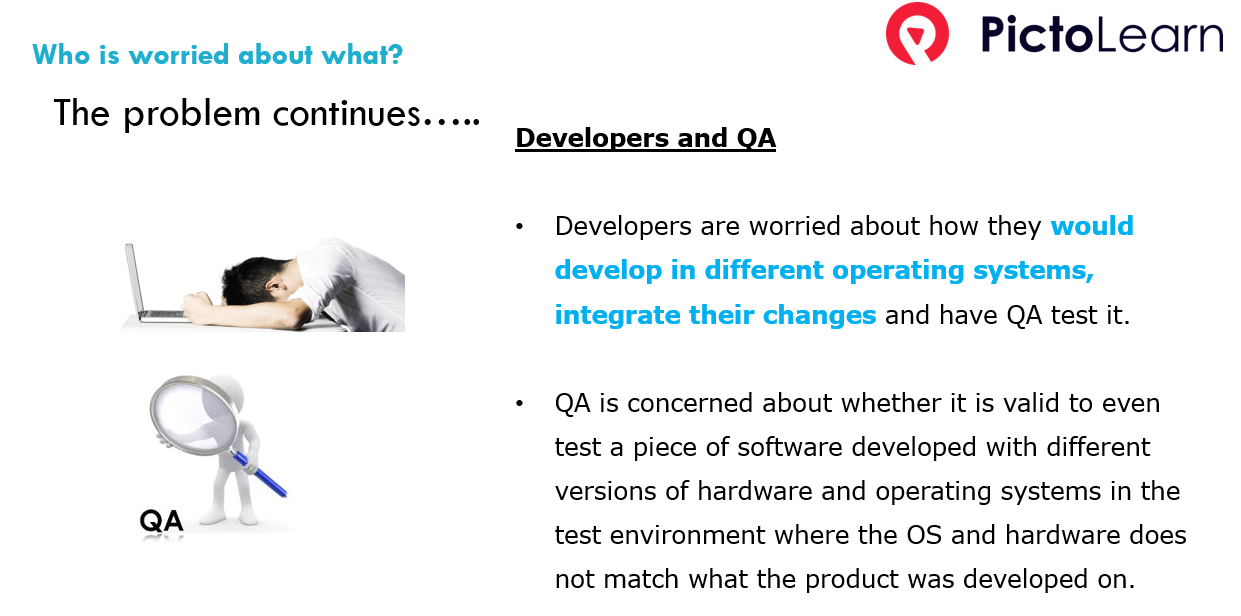 PictoLearn
Who is worried about what?
The problem continues…..
Developers and QA
• Developers are worried about how they would
develop in different operating systems,
integrate their changes and have QA test it.
• QA is concerned about whether it is valid to even
test a piece of software developed with different
versions of hardware and operating systems in the
test environment where the OS and hardware does
not match what the product was developed on.
QA